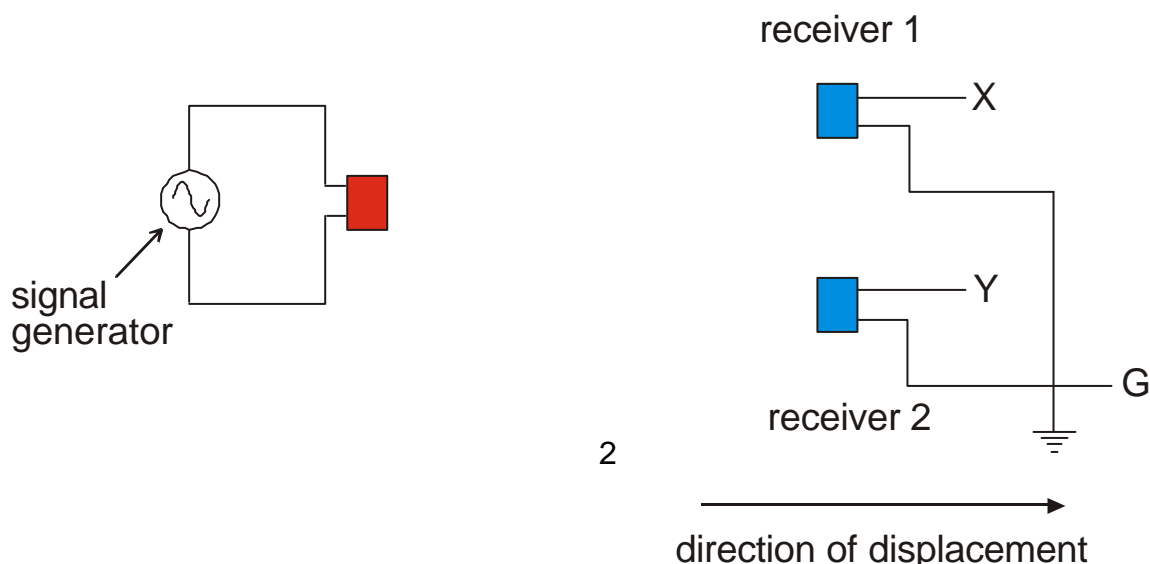 receiver 1
X
signal
generator
Y
G
receiver 2
2
direction of displacement